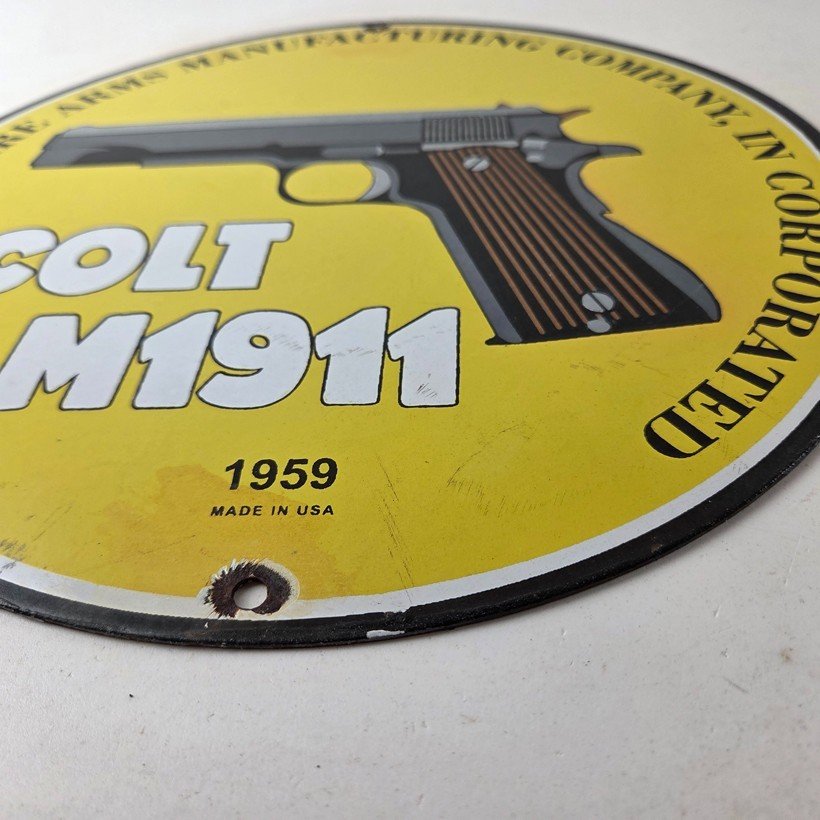 RE ARMS MANUFACTURING COMPANY, IN CORPORATED
COLT
M1911
1959
MADE IN USA